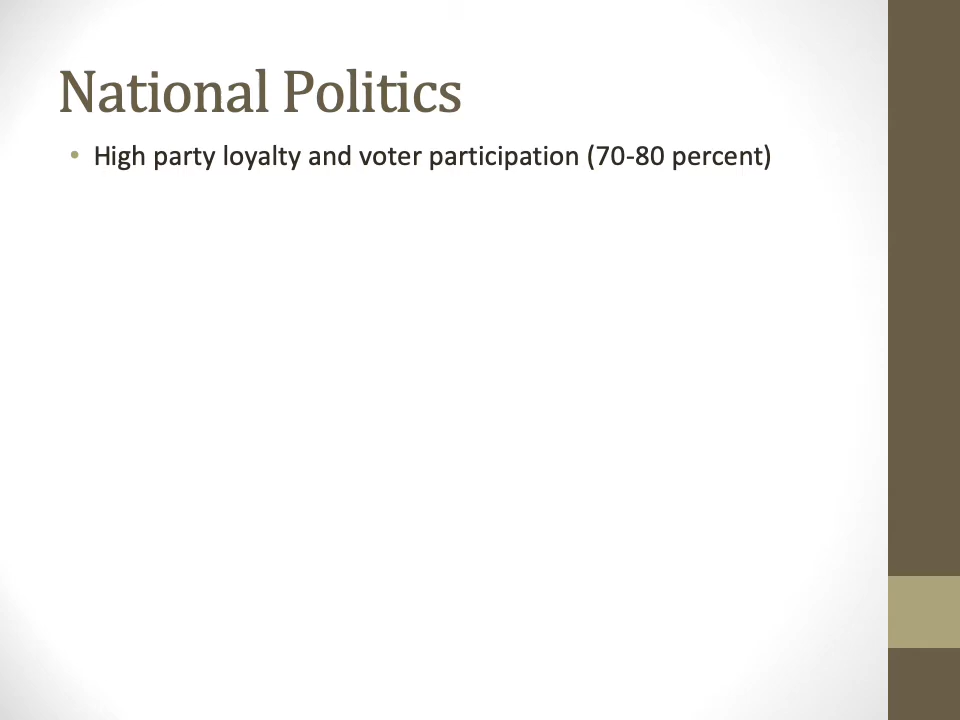 National Politics
• High party loyalty and voter participation (70-80 percent)